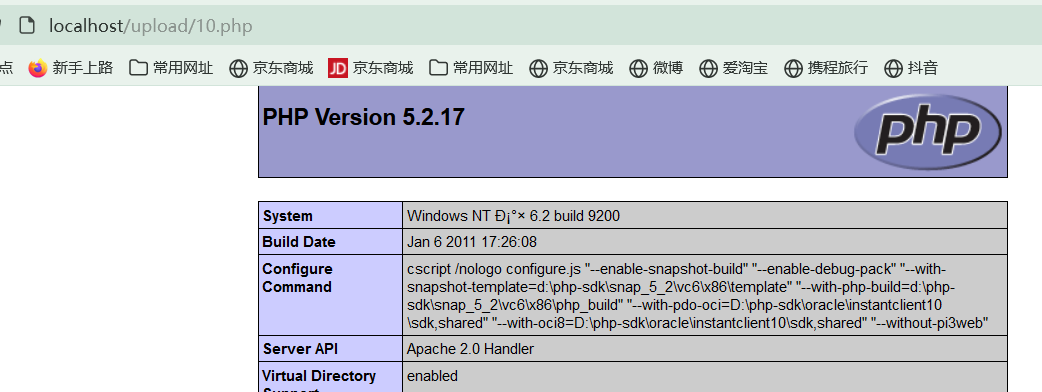 localhost/upload/10.php
点 新手上路 常用网址 京东商城 JD 京东商城 常用网址 京东商城 微博 爱淘宝 携程旅行 抖音
PHP Version 5.2.17
php
System Windows NT Ð¡°× 6.2 build 9200
Build Date Jan 6 2011 17:26:08
Configure
Command
cscript /nologo configure.js "--enable-snapshot-build" "--enable-debug-pack" "--with-
snapshot-template=d:\php-sdk\snap_5_2\vc6\x86\template" "--with-php-build=d:\php-
sdk\snap_5_2\vc6\x86\php_build" "--with-pdo-oci=D:\php-sdk\oracle\instantclient10
\sdk,shared" "--with-oci8=D:\php-sdk\oracle\instantclient10\sdk,shared" "--without-pi3web"
Server API Apache 2.0 Handler
Virtual Directory enabled